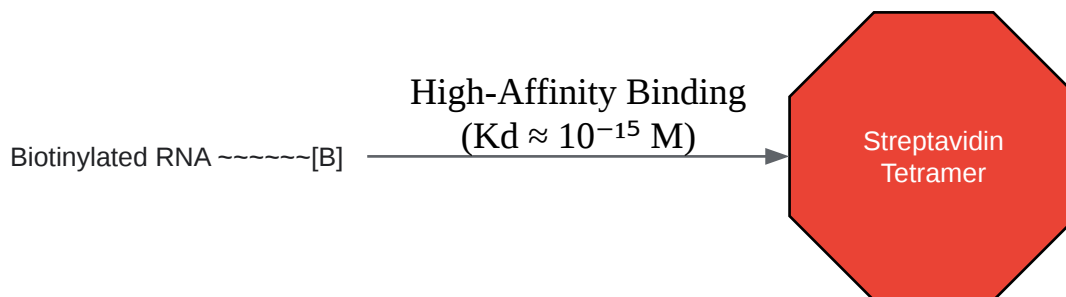 High-Affinity Binding
(Kd ≈ 10⁻¹⁵ M)
Biotinylated RNA ~~~~~~[B]
Streptavidin
Tetramer